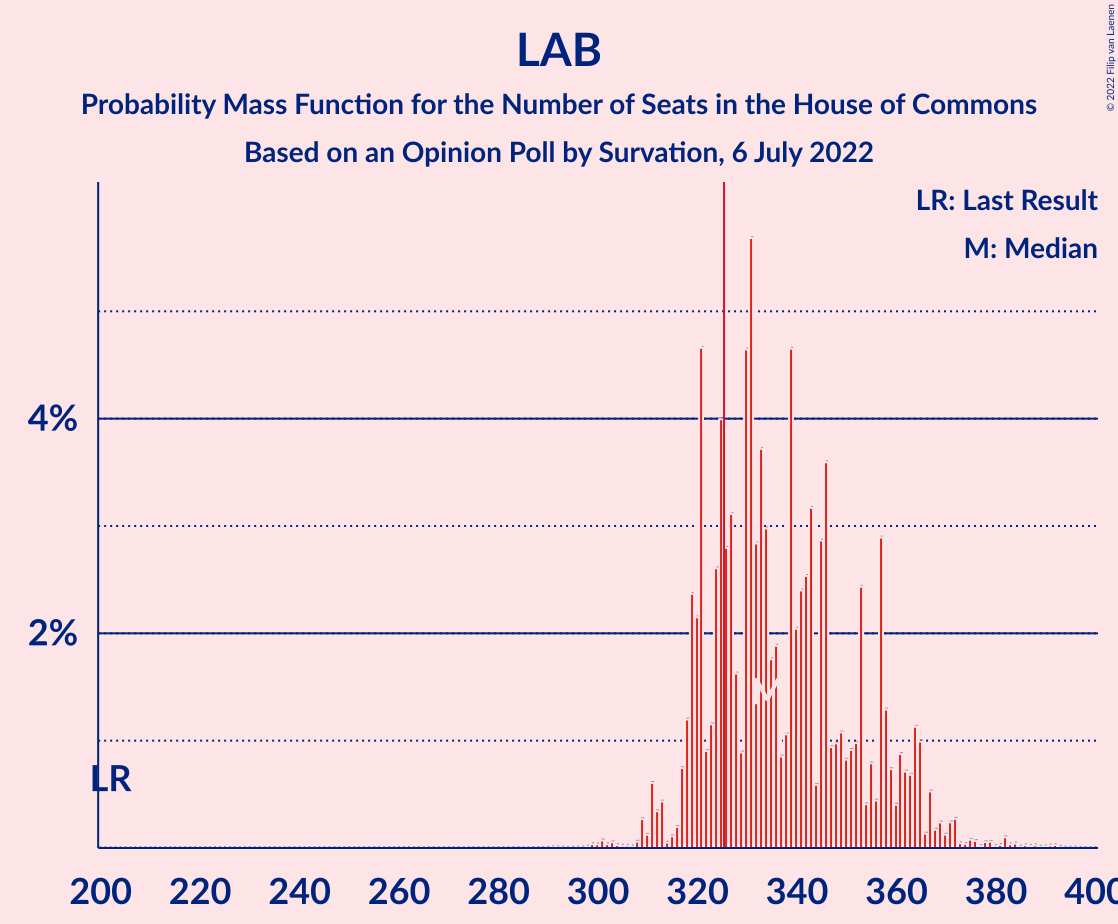 LAB
Probability Mass Function for the Number of Seats in the House of Commons
Based on an Opinion Poll by Survation, 6 July 2022
© 2022 Filip van Laenen
LR: Last Result
M: Median
4%
2%
LR
M
200 220 240 260 280 300 320 340 360 380 400